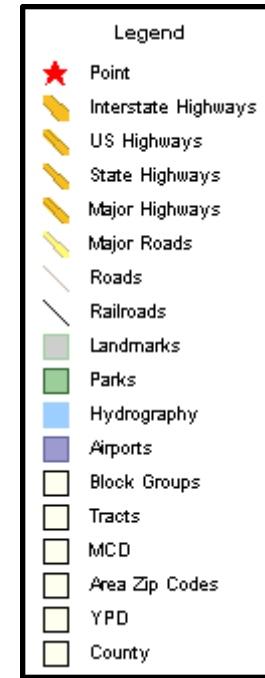 Legend
Point
Interstate Highways
US Highways
State Highways
Major Highways
Major Roads
Roads
Railroads
Landmarks
Parks
Hydrography
Airports
Block Groups
Tracts
MCD
Area Zip Codes
YPD
County